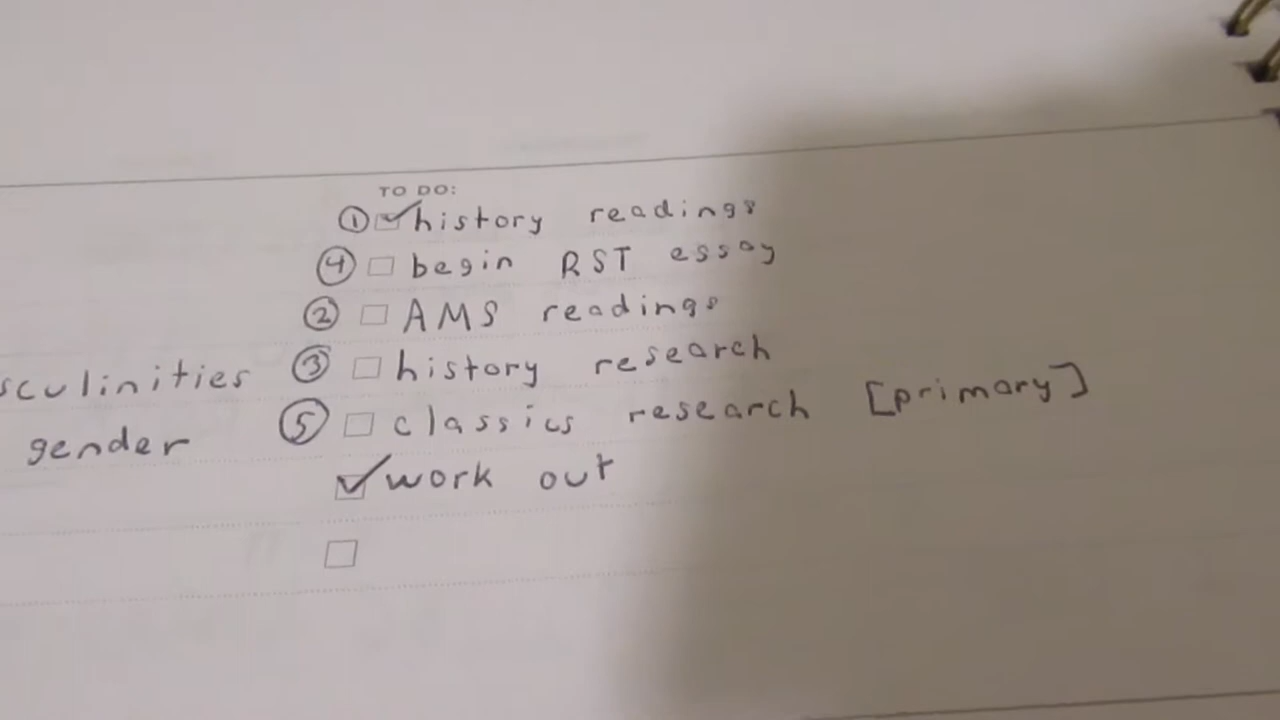 TO DO:
① history readings
④ begin RST essay
② AMS readings
③ history research
⑤ classics research [primary]
work out
gender